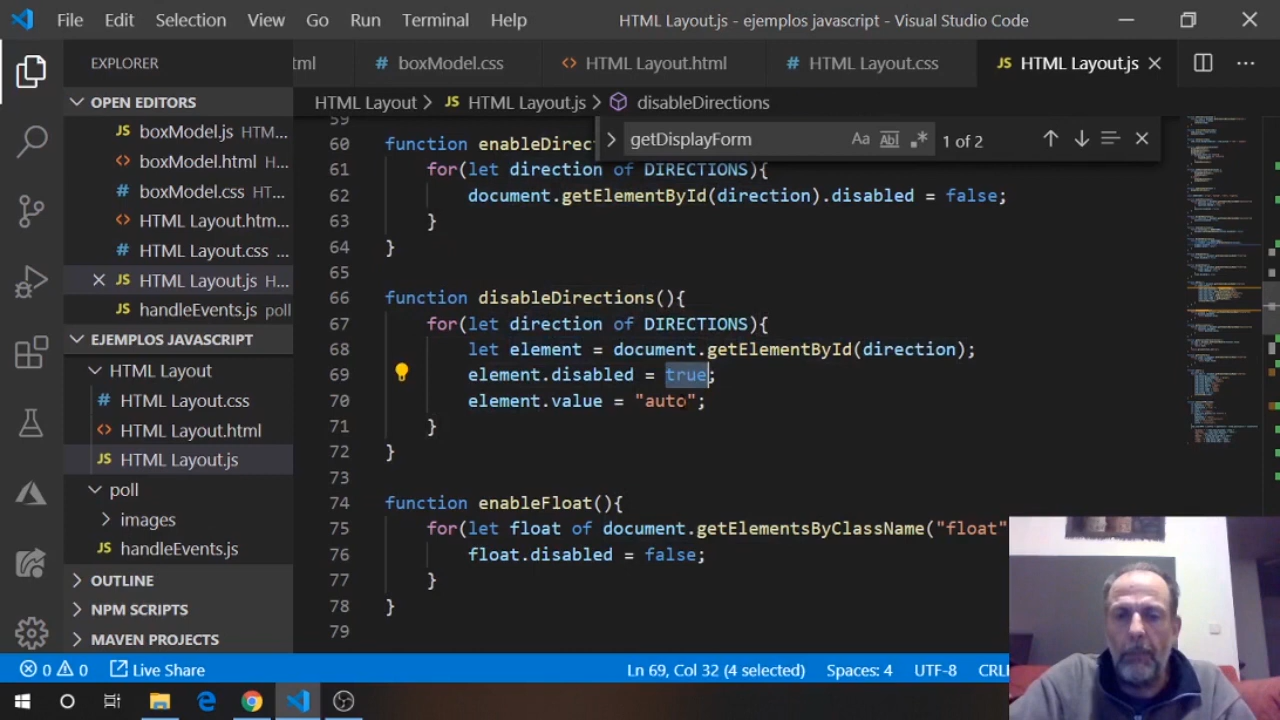 File Edit Selection View Go Run Terminal Help
HTML Layout.js - ejemplos javascript - Visual Studio Code
EXPLORER
OPEN EDITORS
boxModel.js HTM...
boxModel.html HT...
boxModel.css HT...
HTML Layout.htm...
HTML Layout.css ...
HTML Layout.js H...
handleEvents.js poll
EJEMPLOS JAVASCRIPT
HTML Layout
HTML Layout.css
HTML Layout.html
HTML Layout.js
poll
images
handleEvents.js
OUTLINE
NPM SCRIPTS
MAVEN PROJECTS
tml boxModel.css HTML Layout.html HTML Layout.css HTML Layout.js
HTML Layout > HTML Layout.js > disableDirections
getDisplayForm Aa Abl .* 1 of 2
59
60 function enableDirect
61 for(let direction of DIRECTIONS){
62 document.getElementById(direction).disabled = false;
63 }
64 }
65
66 function disableDirections(){
67 for(let direction of DIRECTIONS){
68 let element = document.getElementById(direction);
69 element.disabled = true;
70 element.value = "auto";
71 }
72 }
73
74 function enableFloat(){
75 for(let float of document.getElementsByClassName("float"
76 float.disabled = false;
77 }
78 }
79
0 0 Live Share Ln 69, Col 32 (4 selected) Spaces: 4 UTF-8 CRL